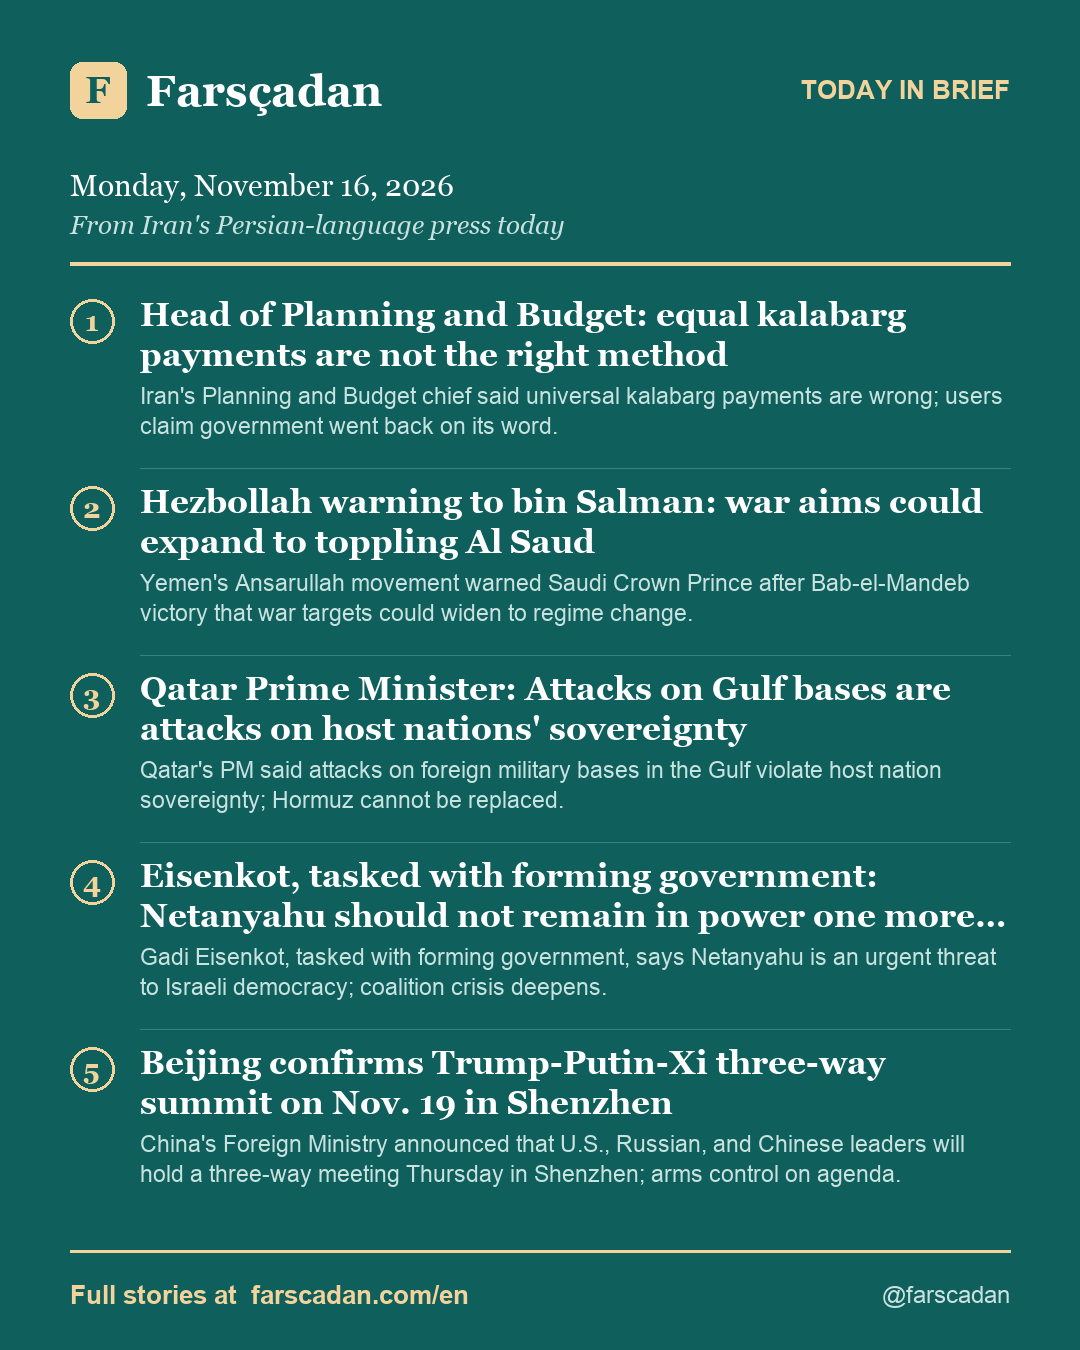 F Farsçadan
TODAY IN BRIEF
Monday, November 16, 2026
From Iran's Persian-language press today
1
Head of Planning and Budget: equal kalabarg
payments are not the right method
Iran's Planning and Budget chief said universal kalabarg payments are wrong; users
claim government went back on its word.
2
Hezbollah warning to bin Salman: war aims could
expand to toppling Al Saud
Yemen's Ansarullah movement warned Saudi Crown Prince after Bab-el-Mandeb
victory that war targets could widen to regime change.
3
Qatar Prime Minister: Attacks on Gulf bases are
attacks on host nations' sovereignty
Qatar's PM said attacks on foreign military bases in the Gulf violate host nation
sovereignty; Hormuz cannot be replaced.
4
Eisenkot, tasked with forming government:
Netanyahu should not remain in power one more...
Gadi Eisenkot, tasked with forming government, says Netanyahu is an urgent threat
to Israeli democracy; coalition crisis deepens.
5
Beijing confirms Trump-Putin-Xi three-way
summit on Nov. 19 in Shenzhen
China's Foreign Ministry announced that U.S., Russian, and Chinese leaders will
hold a three-way meeting Thursday in Shenzhen; arms control on agenda.
Full stories at farscadan.com/en
@farscadan